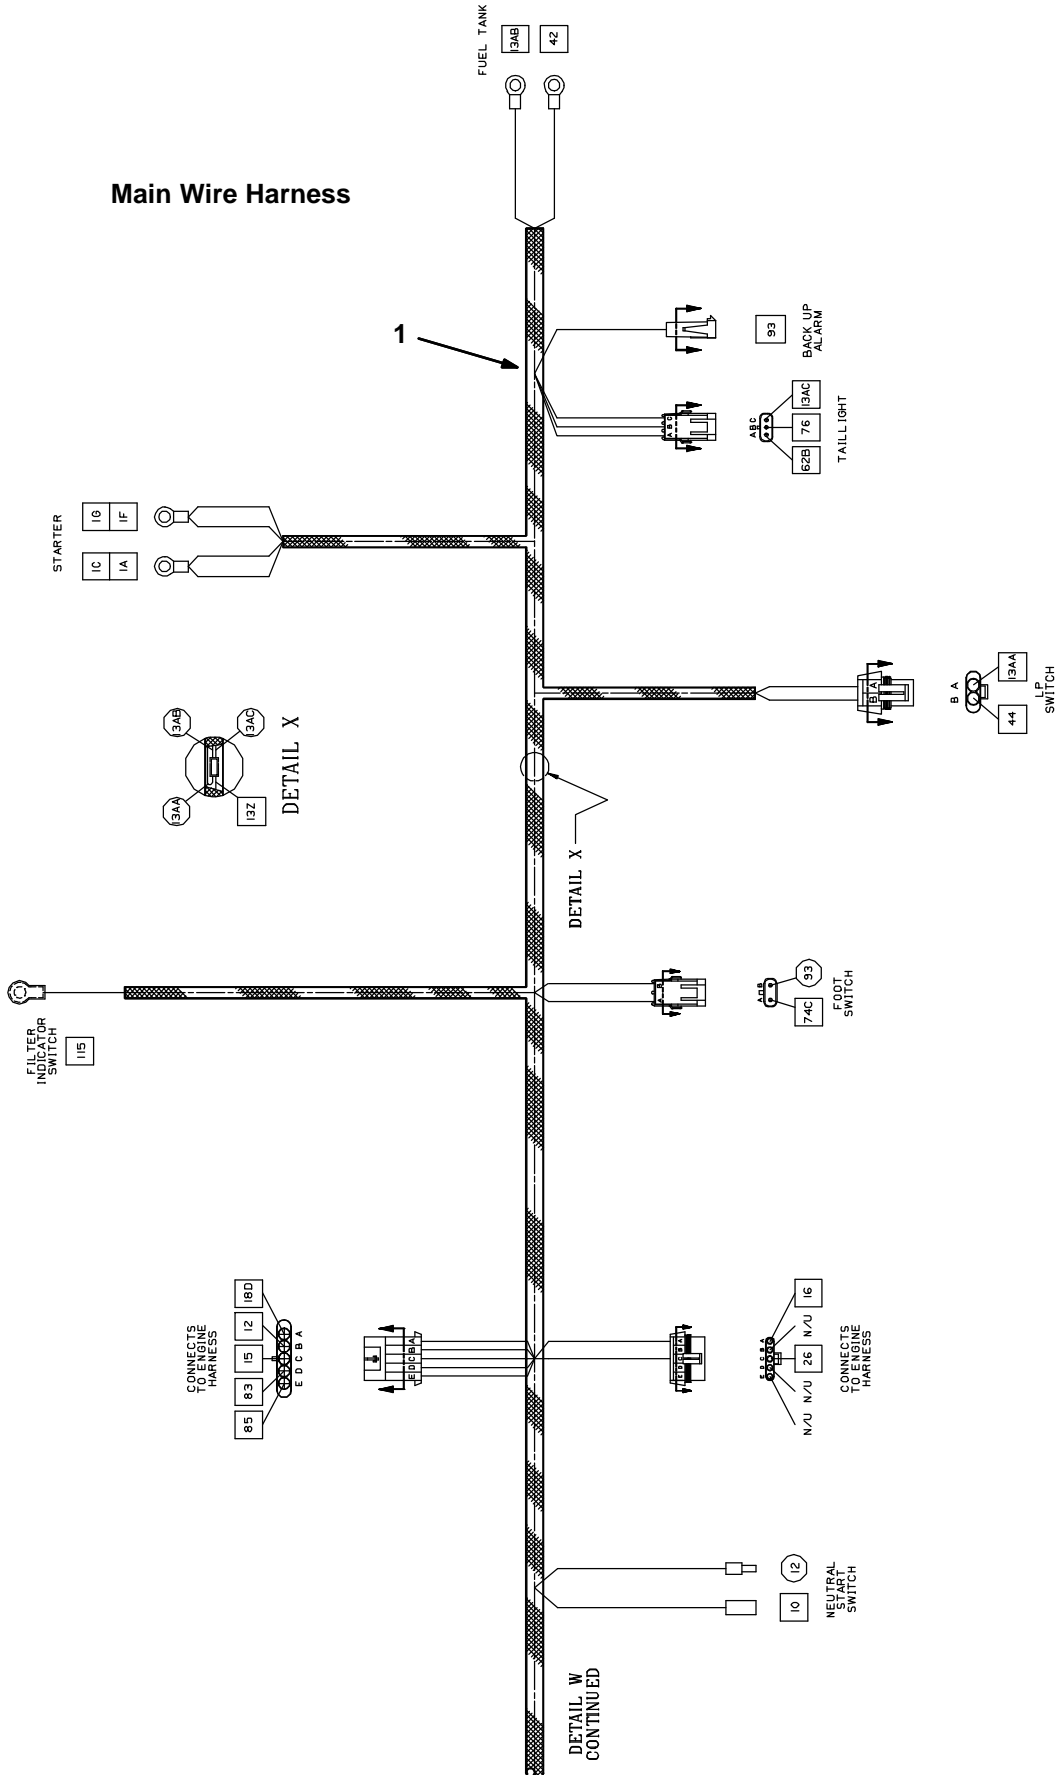 FUEL TANK
13AB
42
Main Wire Harness
1
93
BACK UP
ALARM
A B C
ABC
13AC
76
62B
TAILLIGHT
STARTER
1G
1F
1C
1A
B A
B A
13AA
44
LP
SWITCH
13AB
13AC
13AA
13Z
DETAIL X
DETAIL X
FILTER
INDICATOR
SWITCH
115
A B
A B
93
74C
FOOT
SWITCH
CONNECTS
TO ENGINE
HARNESS
18D
12
15
83
85
E D C B A
E D C B A
E D C B A
E D C B A
16
N/U
26
N/U
N/U
CONNECTS
TO ENGINE
HARNESS
12
10
NEUTRAL
START
SWITCH
DETAIL W
CONTINUED